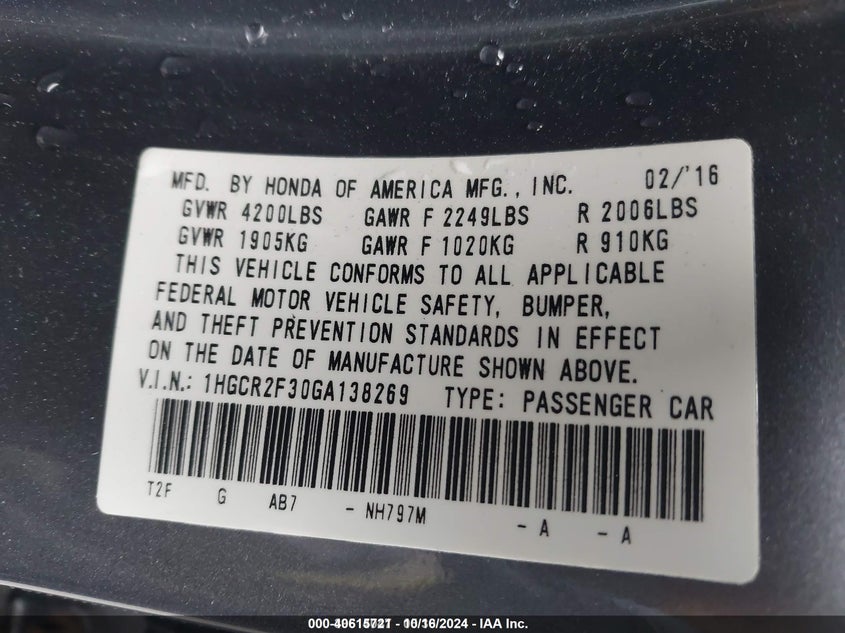 MFD. BY HONDA OF AMERICA MFG., INC. 02/'16
GVWR 4200LBS GAWR F 2249LBS R 2006LBS
GVWR 1905KG GAWR F 1020KG R 910KG
THIS VEHICLE CONFORMS TO ALL APPLICABLE
FEDERAL MOTOR VEHICLE SAFETY, BUMPER,
AND THEFT PREVENTION STANDARDS IN EFFECT
ON THE DATE OF MANUFACTURE SHOWN ABOVE.
V.I.N.: 1HGCR2F30GA138269 TYPE: PASSENGER CAR
T2F G AB7 - NH797M - A - A
- IAA Inc.